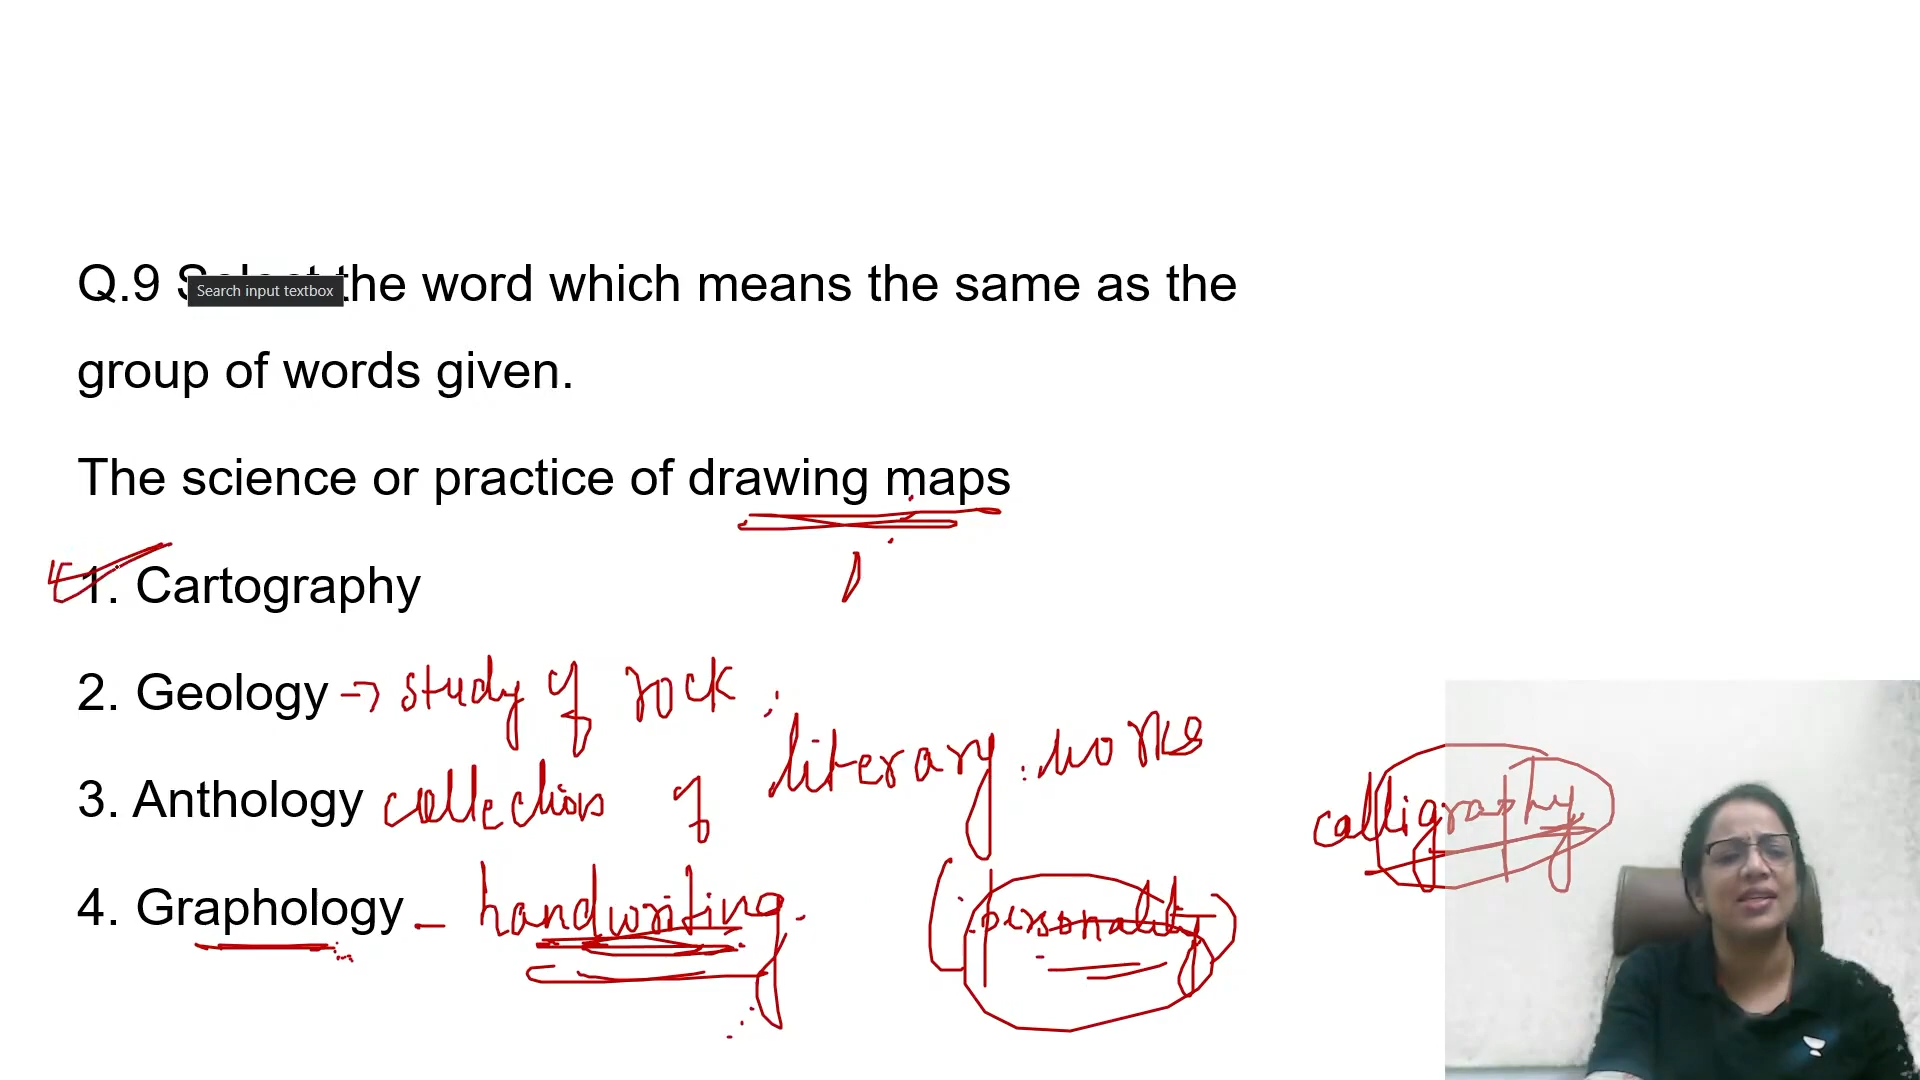 Q.9 Select the word which means the same as the
Search input textbox
group of words given.
The science or practice of drawing maps
1. Cartography
2. Geology → study of rock
3. Anthology collection of literary works
calligraphy
4. Graphology - handwriting (personality)